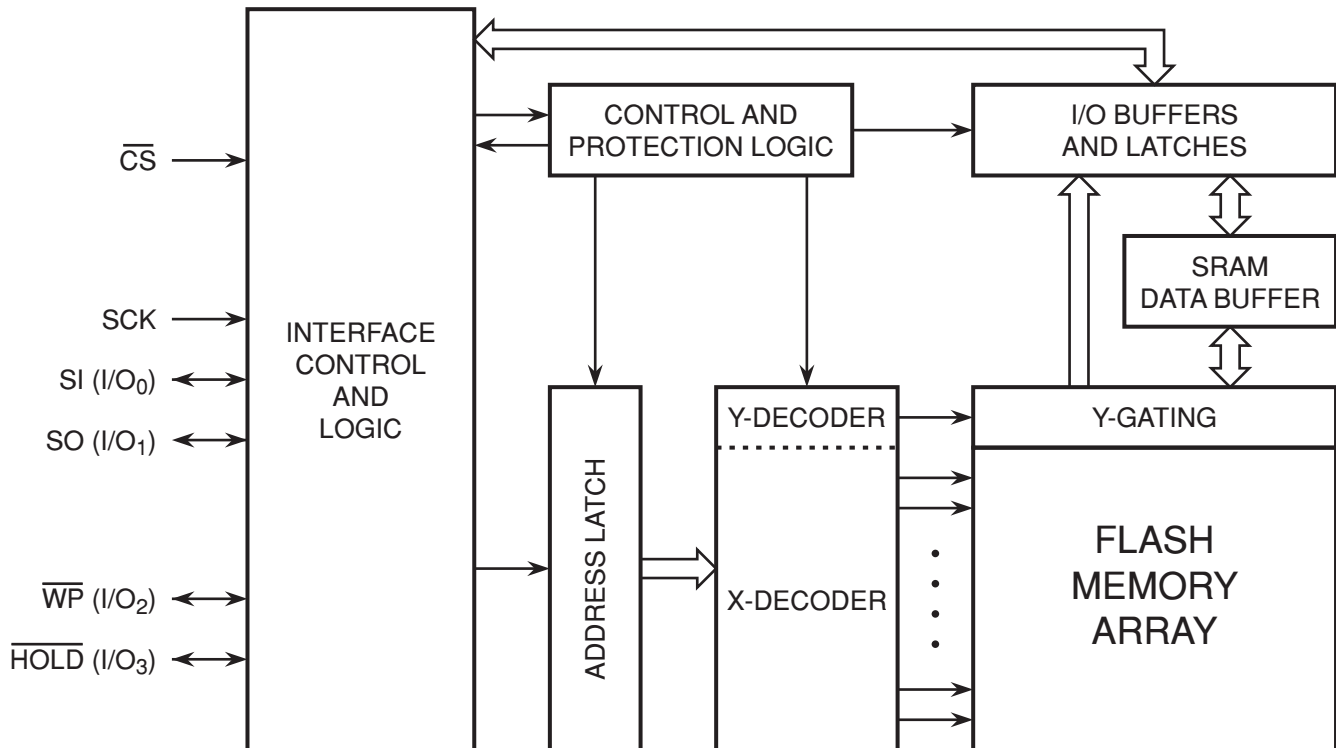 CS
SCK
SI (I/O0)
SO (I/O1)
WP (I/O2)
HOLD (I/O3)
INTERFACE
CONTROL
AND
LOGIC
CONTROL AND
PROTECTION LOGIC
I/O BUFFERS
AND LATCHES
SRAM
DATA BUFFER
ADDRESS LATCH
Y-DECODER
X-DECODER
Y-GATING
FLASH
MEMORY
ARRAY